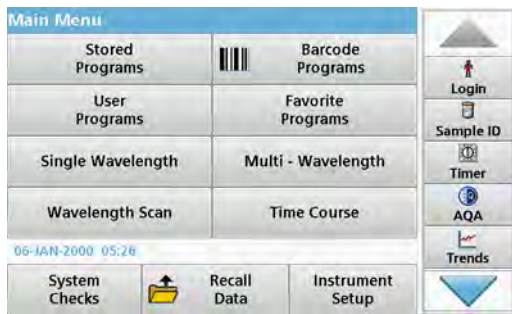 Main Menu
Stored
Programs
Barcode
Programs
User
Programs
Favorite
Programs
Single Wavelength
Multi - Wavelength
Wavelength Scan
Time Course
06-JAN-2000 05:26
System
Checks
Recall
Data
Instrument
Setup
Login
Sample ID
Timer
AQA
Trends